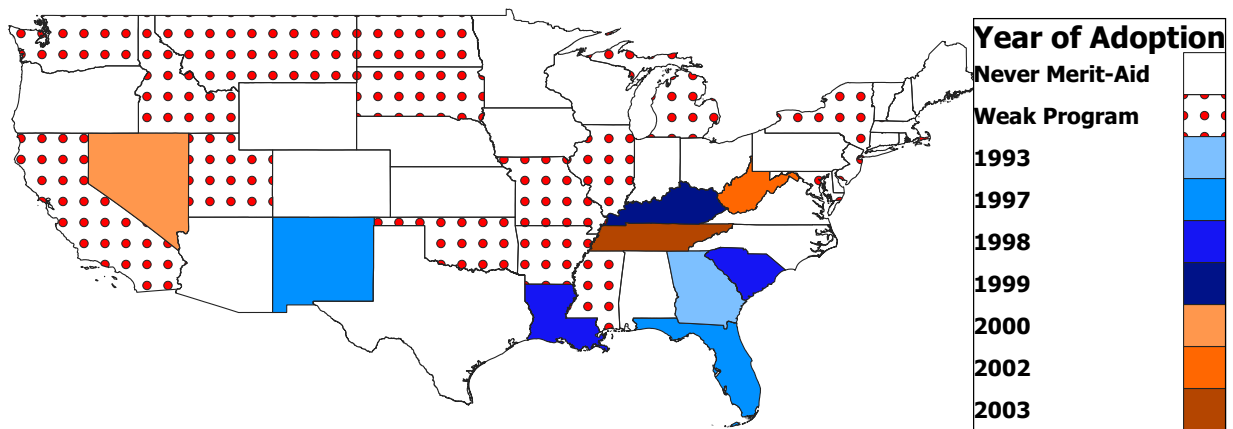 Year of Adoption
Never Merit-Aid
Weak Program
1993
1997
1998
1999
2000
2002
2003